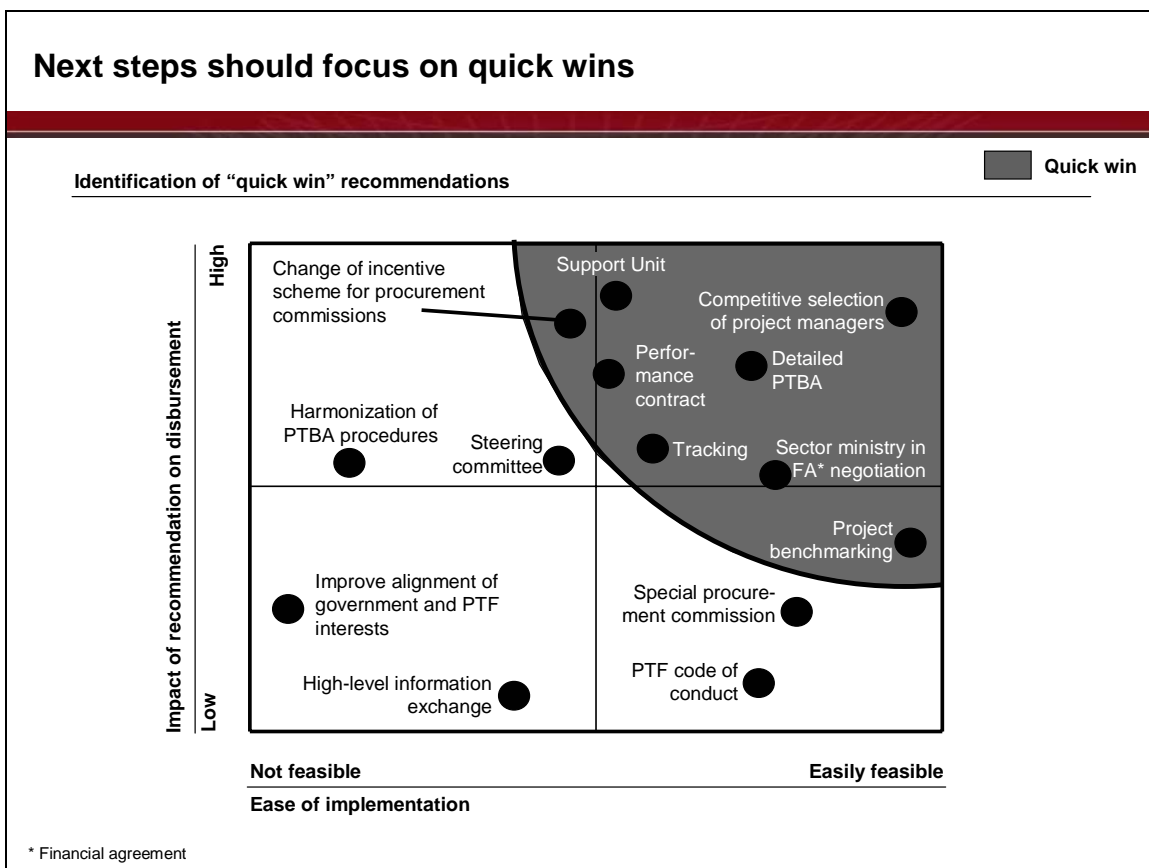 Next steps should focus on quick wins
Quick win
Identification of “quick win” recommendations
High
Impact of recommendation on disbursement
Low
Change of incentive
scheme for procurement
commissions
Support Unit
Competitive selection
of project managers
Perfor-
mance
contract
Detailed
PTBA
Harmonization of
PTBA procedures
Steering
committee
Tracking
Sector ministry in
FA* negotiation
Project
benchmarking
Improve alignment of
government and PTF
interests
Special procure-
ment commission
High-level information
exchange
PTF code of
conduct
Not feasible
Easily feasible
Ease of implementation
* Financial agreement